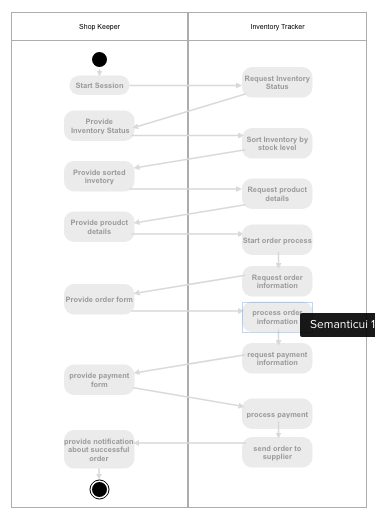 Shop Keeper
Inventory Tracker
Start Session
Request Inventory
Status
Provide
Inventory Status
Sort Inventory by
stock level
Provide sorted
invetory
Request product
details
Provide proudct
details
Start order process
Request order
information
Provide order form
process order
information
Semanticui 1
request payment
information
provide payment
form
process payment
provide notification
about successful
order
send order to
supplier